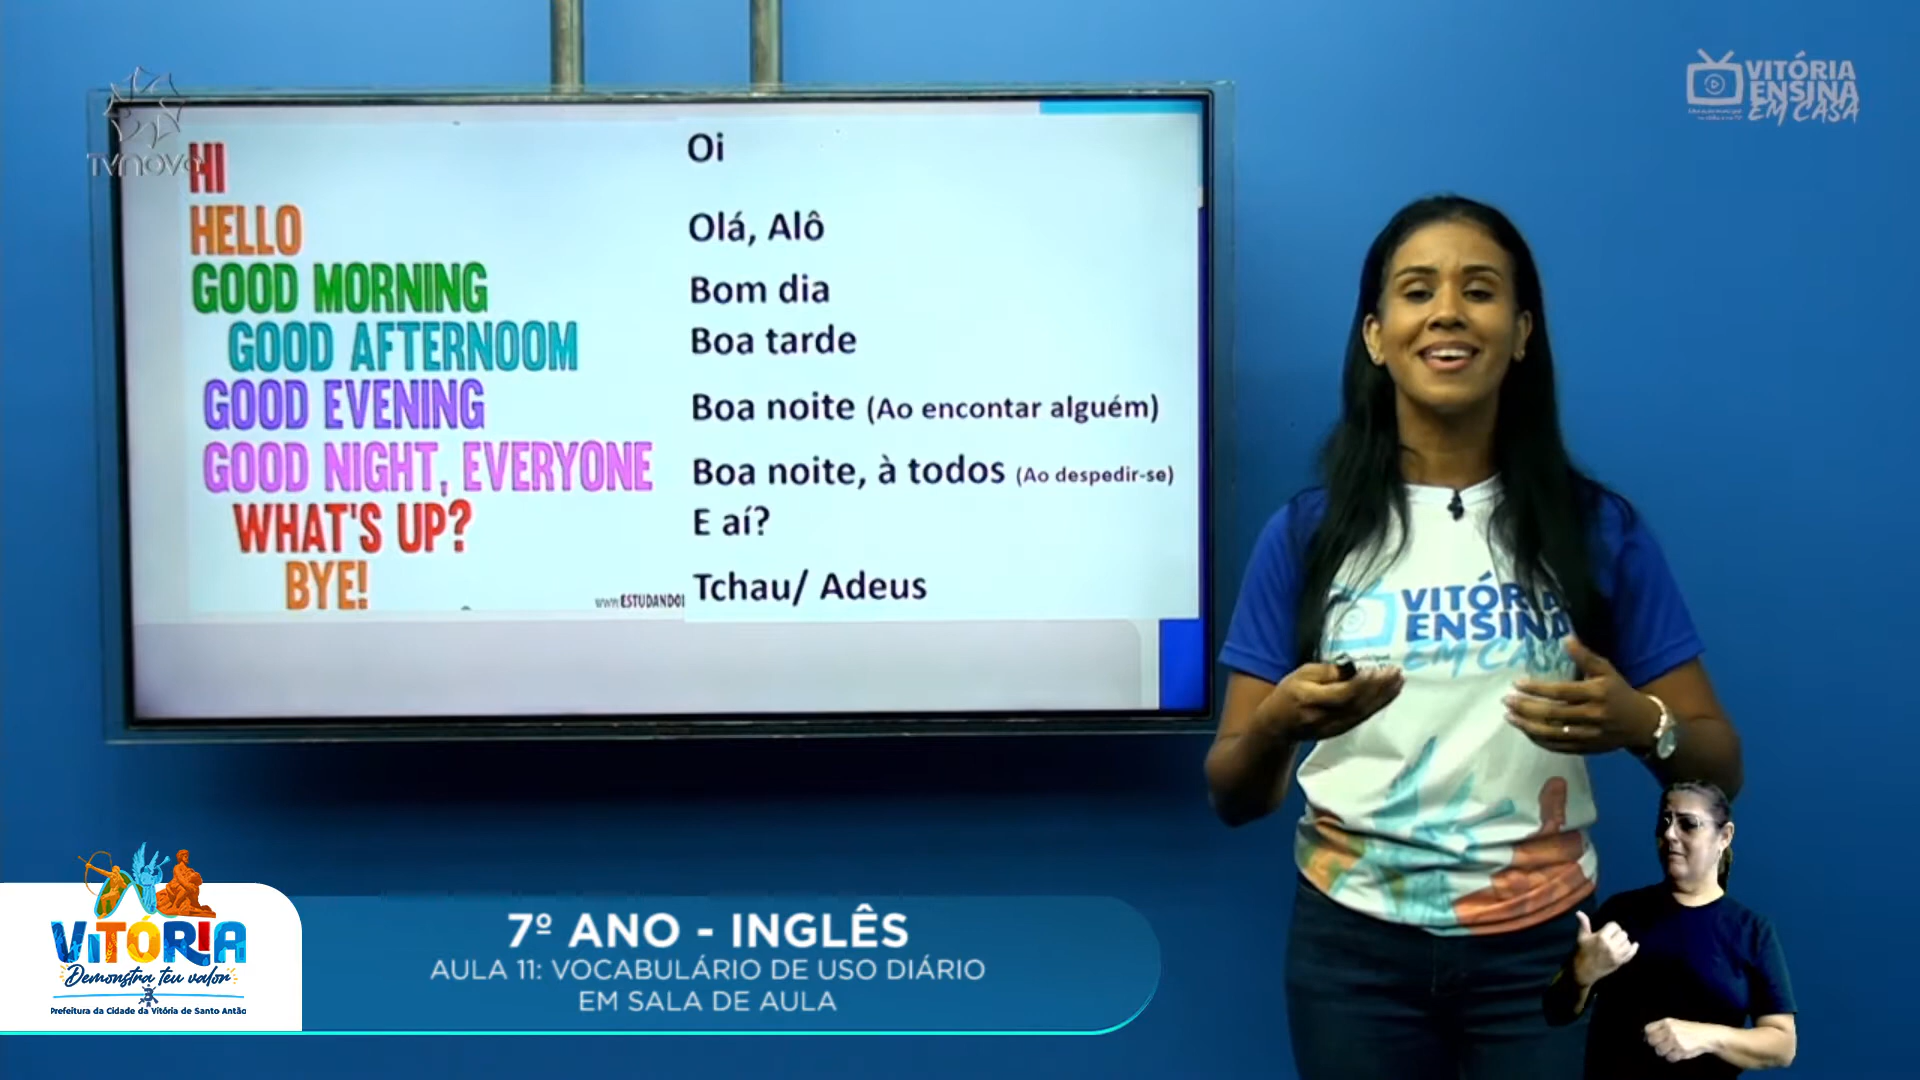 TVNOVA
VITÓRIA
ENSINA
EM CASA
HI
Oi
HELLO
Olá, Alô
GOOD MORNING
Bom dia
GOOD AFTERNOOM
Boa tarde
GOOD EVENING
Boa noite (Ao encontar alguém)
GOOD NIGHT, EVERYONE
Boa noite, à todos (Ao despedir-se)
WHAT'S UP?
E aí?
BYE!
Tchau/ Adeus
www.ESTUDANDO
VITÓRIA
ENSINA
EM CASA
VITÓRIA
Demonstra teu valor
Prefeitura da Cidade da Vitória de Santo Antão
7º ANO - INGLÊS
AULA 11: VOCABULÁRIO DE USO DIÁRIO
EM SALA DE AULA